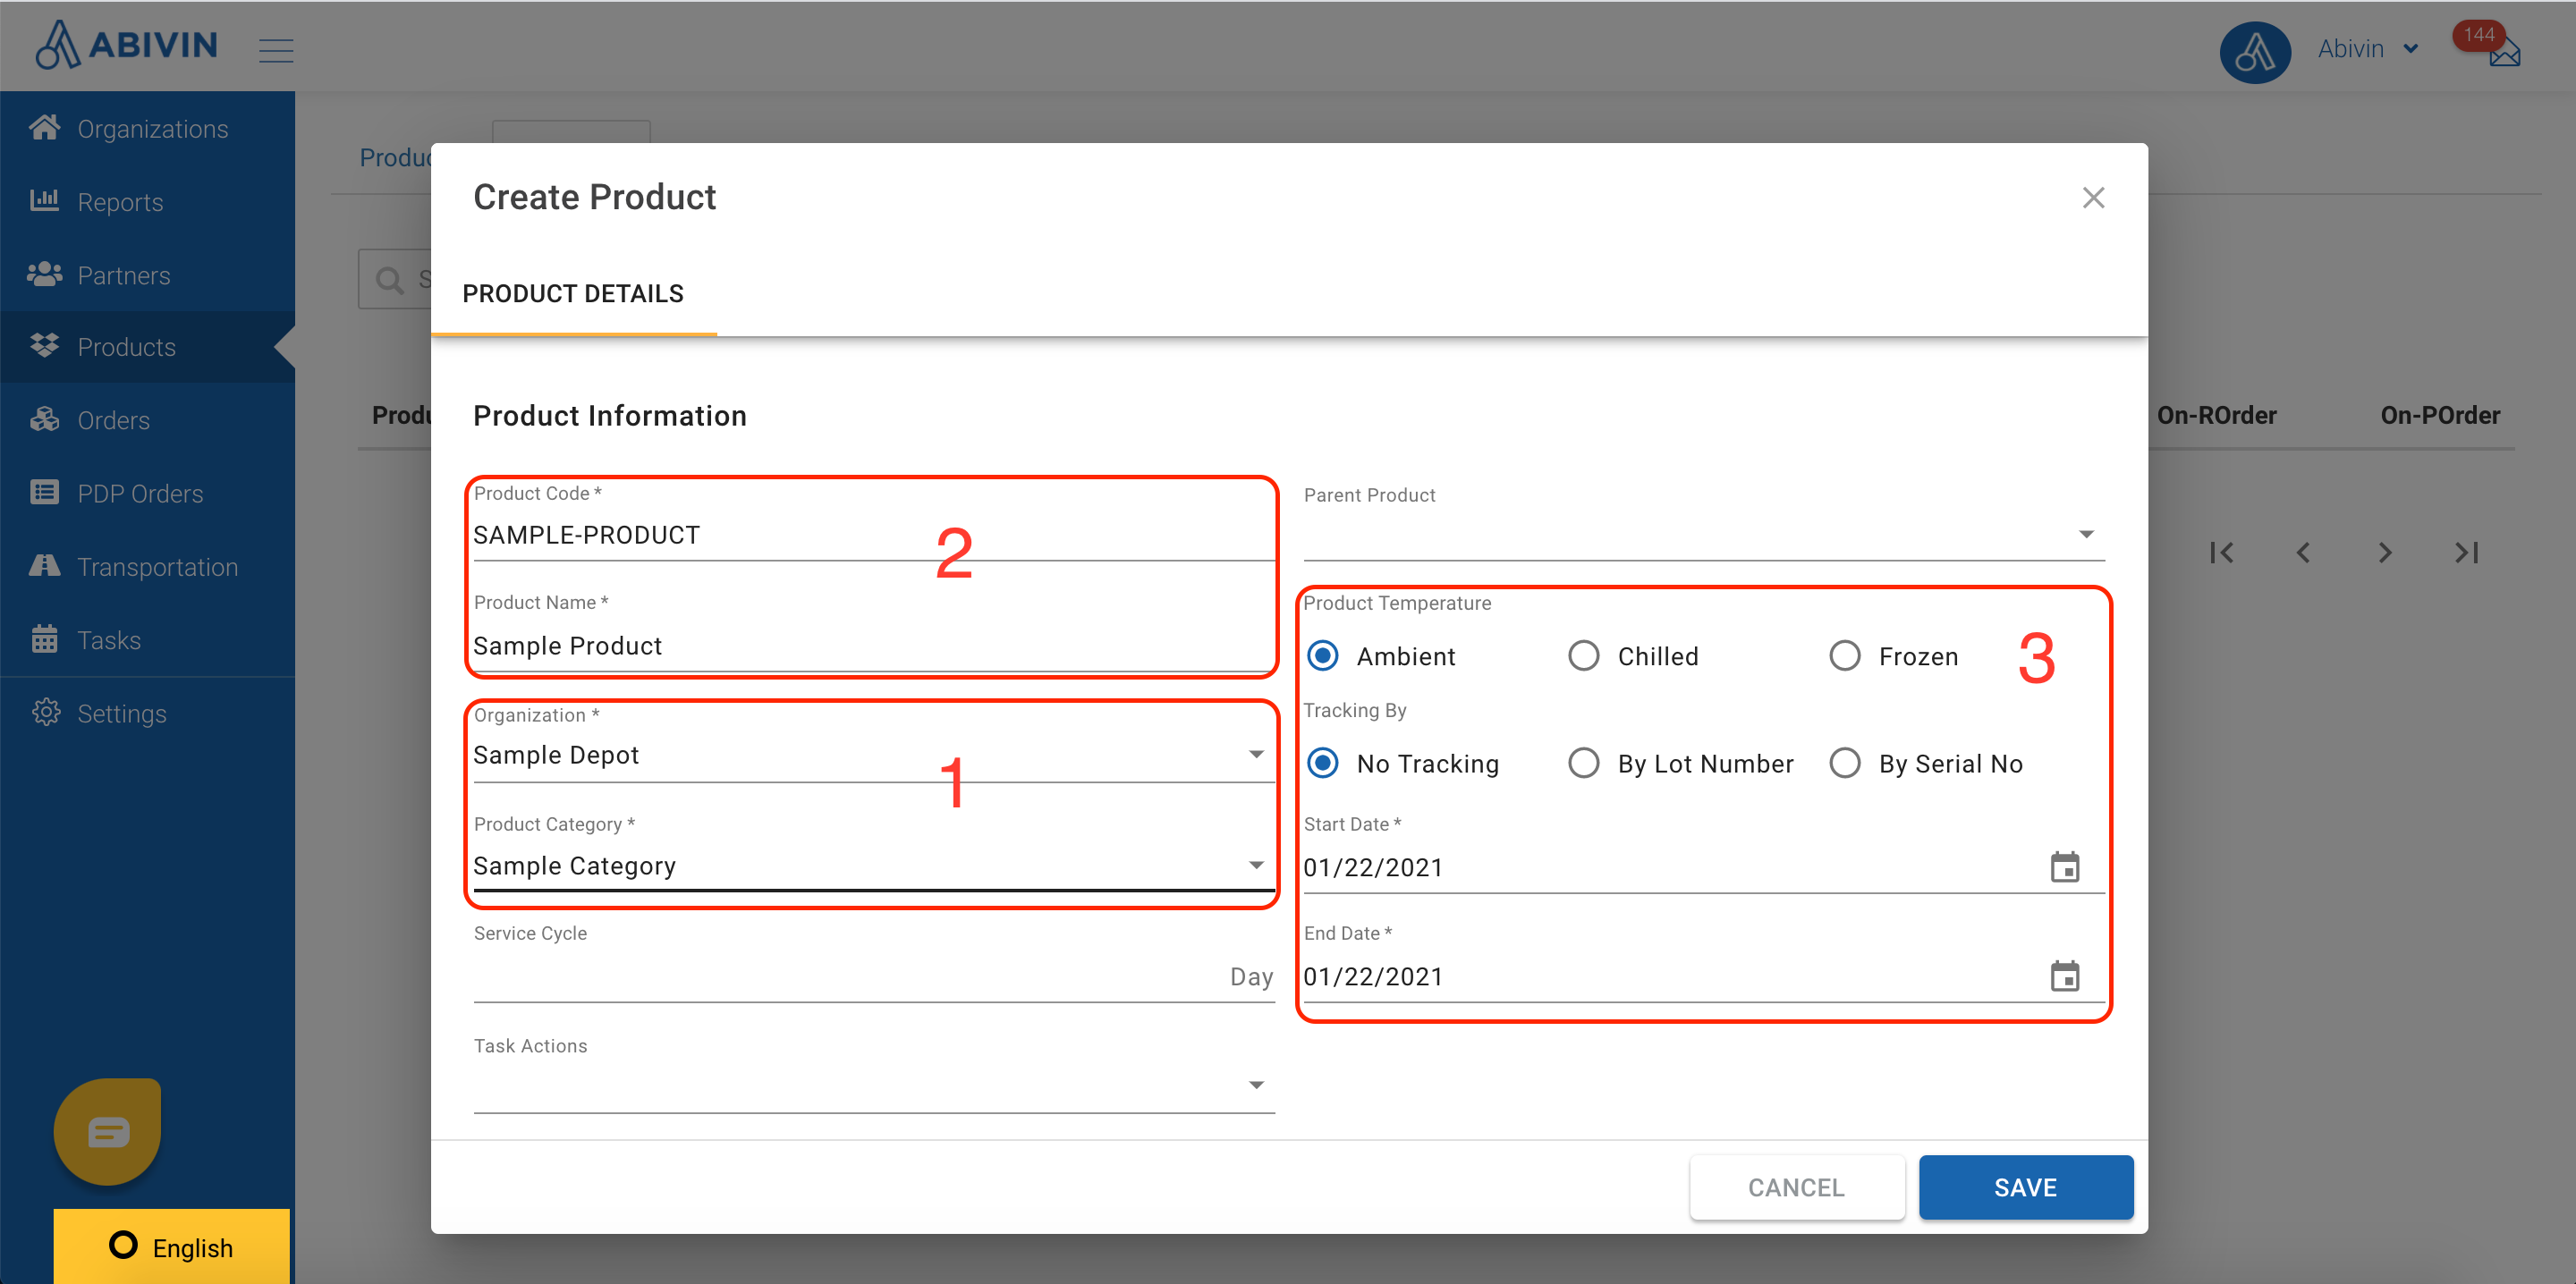 ABIVIN
Abivin
144
Organizations
Reports
Partners
Products
Orders
PDP Orders
Transportation
Tasks
Settings
English
On-ROrder
On-POrder
Create Product
PRODUCT DETAILS
Product Information
Product Code *
SAMPLE-PRODUCT
2
Product Name *
Sample Product
Organization *
Sample Depot
1
Product Category *
Sample Category
Service Cycle
Day
Task Actions
Parent Product
Product Temperature
Ambient Chilled Frozen
3
Tracking By
No Tracking By Lot Number By Serial No
Start Date *
01/22/2021
End Date *
01/22/2021
CANCEL SAVE